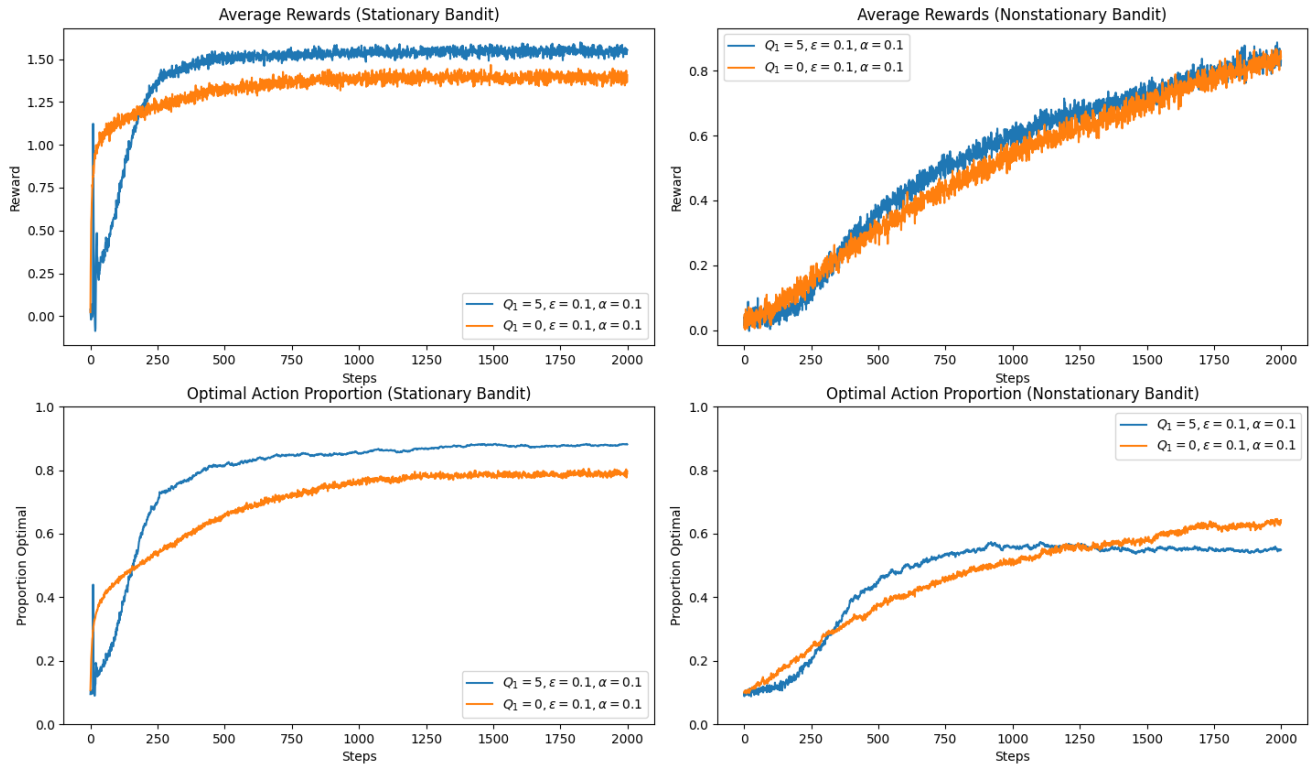 Average Rewards (Stationary Bandit)
Reward
1.50
1.25
1.00
0.75
0.50
0.25
0.00
Q₁ = 5, ε = 0.1, α = 0.1
Q₁ = 0, ε = 0.1, α = 0.1
0 250 500 750 1000 1250 1500 1750 2000
Steps
Average Rewards (Nonstationary Bandit)
Q₁ = 5, ε = 0.1, α = 0.1
Q₁ = 0, ε = 0.1, α = 0.1
Reward
0.8
0.6
0.4
0.2
0.0
0 250 500 750 1000 1250 1500 1750 2000
Steps
Optimal Action Proportion (Stationary Bandit)
Proportion Optimal
1.0
0.8
0.6
0.4
0.2
0.0
Q₁ = 5, ε = 0.1, α = 0.1
Q₁ = 0, ε = 0.1, α = 0.1
0 250 500 750 1000 1250 1500 1750 2000
Steps
Optimal Action Proportion (Nonstationary Bandit)
Q₁ = 5, ε = 0.1, α = 0.1
Q₁ = 0, ε = 0.1, α = 0.1
Proportion Optimal
1.0
0.8
0.6
0.4
0.2
0.0
0 250 500 750 1000 1250 1500 1750 2000
Steps